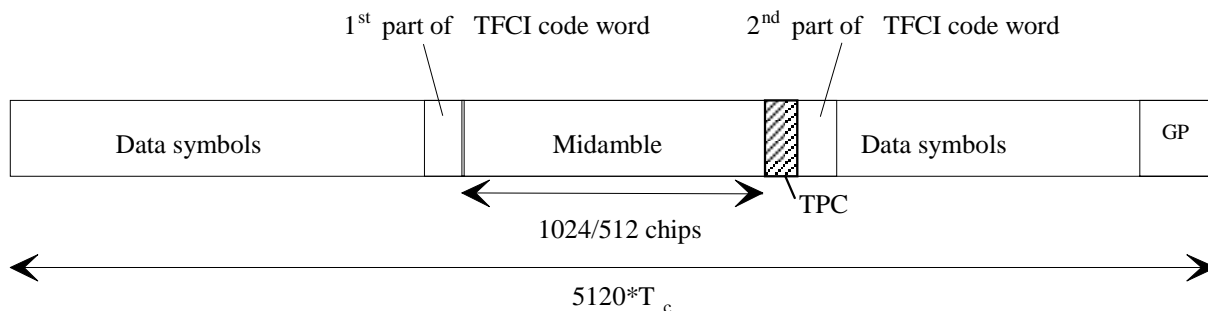 1st part of TFCI code word
2nd part of TFCI code word
Data symbols
Midamble
Data symbols
GP
TPC
1024/512 chips
5120*Tc